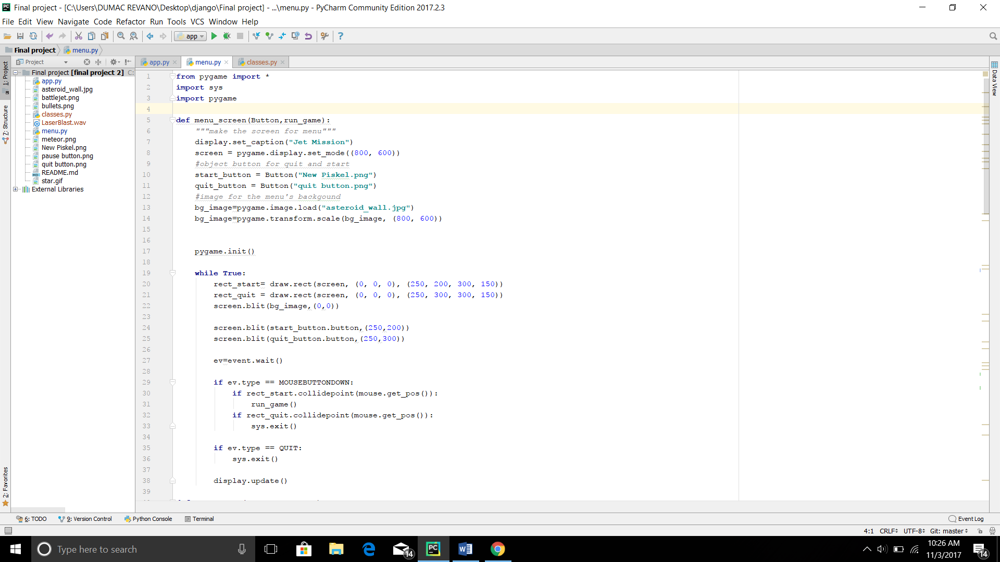 Final project - [C:\Users\DUMAC REVANO\Desktop\django\Final project] - ...\menu.py - PyCharm Community Edition 2017.2.3
File Edit View Navigate Code Refactor Run Tools VCS Window Help
app
Final project menu.py
Project
app.py menu.py classes.py
1: Project
Z: Structure
2: Favorites
Final project [final project 2] C:
app.py
asteroid_wall.jpg
battlejet.png
bullets.png
classes.py
LaserBlast.wav
menu.py
meteor.png
New Piskel.png
pause button.png
quit button.png
README.md
star.gif
External Libraries
1 from pygame import *
2 import sys
3 import pygame
4
5 def menu_screen(Button,run_game):
6 """make the screen for menu"""
7 display.set_caption("Jet Mission")
8 screen = pygame.display.set_mode((800, 600))
9 #object button for quit and start
10 start_button = Button("New Piskel.png")
11 quit_button = Button("quit button.png")
12 #image for the menu's backgound
13 bg_image=pygame.image.load("asteroid_wall.jpg")
14 bg_image=pygame.transform.scale(bg_image, (800, 600))
15
16
17 pygame.init()
18
19 while True:
20 rect_start= draw.rect(screen, (0, 0, 0), (250, 200, 300, 150))
21 rect_quit = draw.rect(screen, (0, 0, 0), (250, 300, 300, 150))
22 screen.blit(bg_image,(0,0))
23
24 screen.blit(start_button.button,(250,200))
25 screen.blit(quit_button.button,(250,300))
26
27 ev=event.wait()
28
29 if ev.type == MOUSEBUTTONDOWN:
30 if rect_start.collidepoint(mouse.get_pos()):
31 run_game()
32 if rect_quit.collidepoint(mouse.get_pos()):
33 sys.exit()
34
35 if ev.type == QUIT:
36 sys.exit()
37
38 display.update()
39
Data View
6: TODO 9: Version Control Python Console Terminal Event Log
4:1 CRLF UTF-8 Git: master
Type here to search
14
10:26 AM
11/3/2017
14